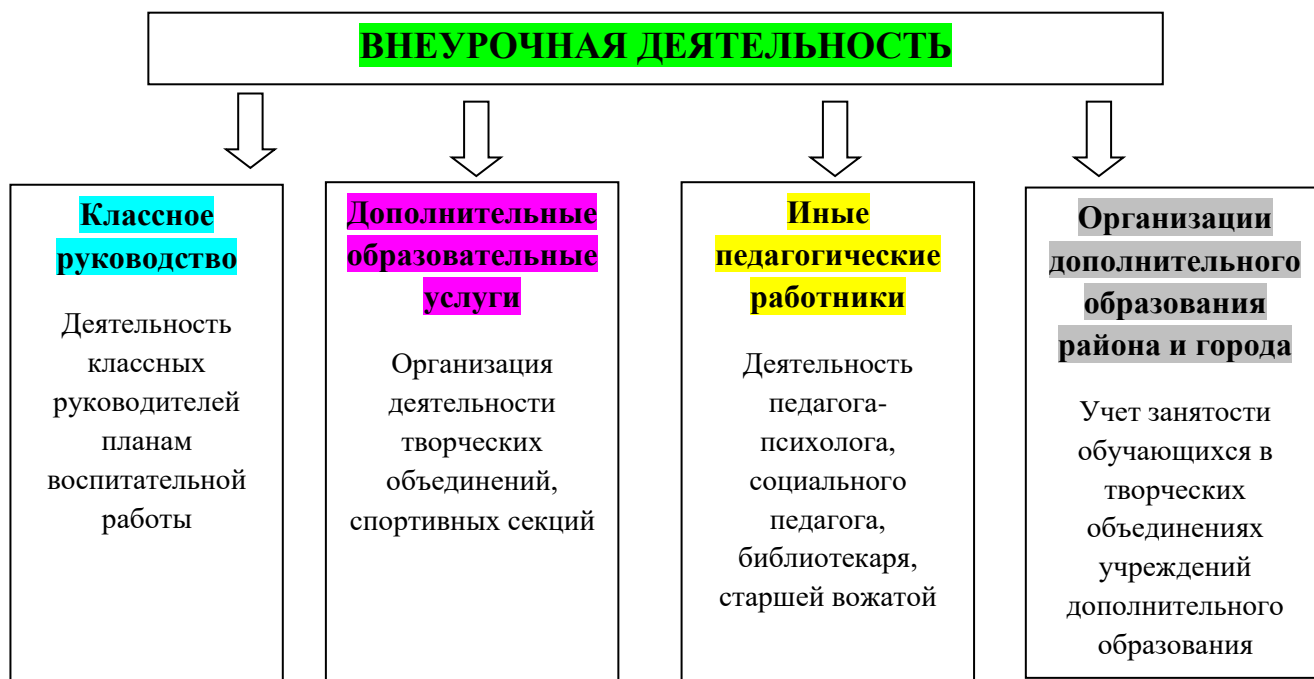 ВНЕУРОЧНАЯ ДЕЯТЕЛЬНОСТЬ
Классное
руководство
Деятельность
классных
руководителей
планам
воспитательной
работы
Дополнительные
образовательные
услуги
Организация
деятельности
творческих
объединений,
спортивных секций
Иные
педагогические
работники
Деятельность
педагога-
психолога,
социального
педагога,
библиотекаря,
старшей вожатой
Организации
дополнительного
образования
района и города
Учет занятости
обучающихся в
творческих
объединениях
учреждений
дополнительного
образования